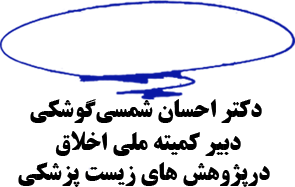 دکتر احسان شمسی‌گوشکی
دبیر کمیته ملی اخلاق
درپژوهش های زیست پزشکی